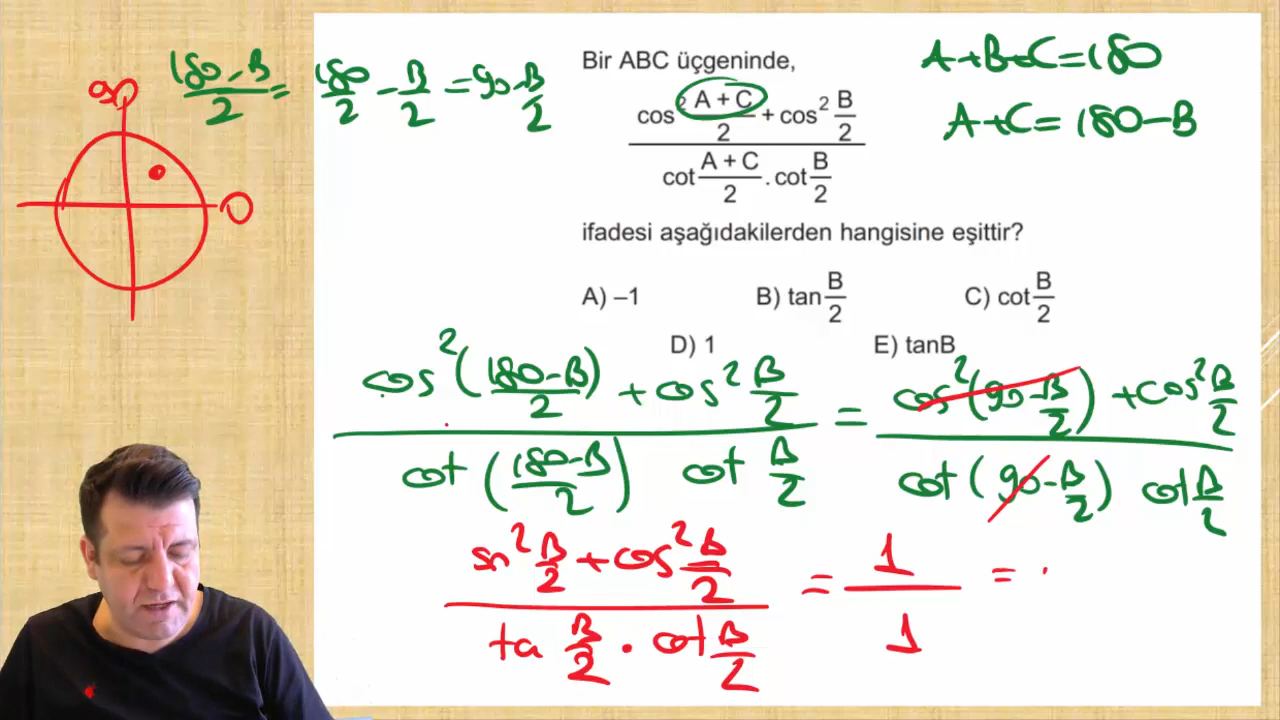 Bir ABC üçgeninde,
cos² (A + C)/2 + cos² B/2
cot (A + C)/2 . cot B/2
ifadesi aşağıdakilerden hangisine eşittir?
A) –1 B) tan B/2 C) cot B/2
D) 1 E) tanB
A+B+C=180
A+C=180-B
(180-B)/2 = 180/2 - B/2 = 90-B/2
90
0
cos²((180-B)/2) + cos² B/2 = cos²(90-B/2) + cos² B/2
cot((180-B)/2) cot B/2 cot(90-B/2) cot B/2
sn² B/2 + cos² B/2 = 1 =
ta B/2 . cot B/2 1